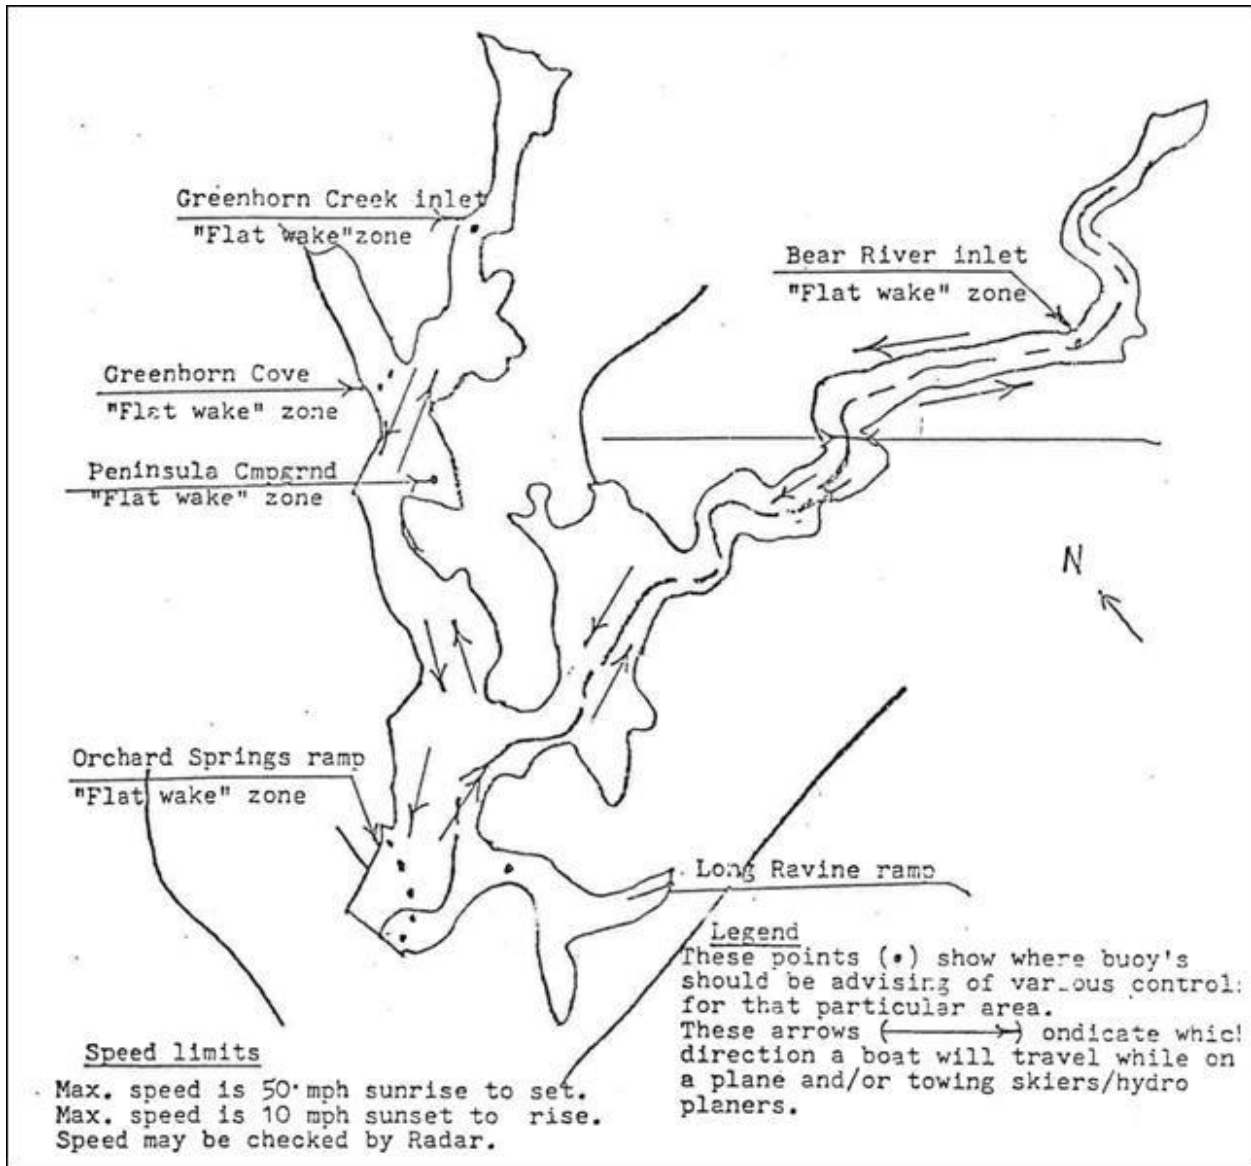 Greenhorn Creek inlet
"Flat wake" zone
Bear River inlet
"Flat wake" zone
Greenhorn Cove
"Flat wake" zone
Peninsula Cmpgrnd
"Flat wake" zone
N
Orchard Springs ramp
"Flat wake" zone
Long Ravine ramp
Legend
These points (•) show where buoy's
should be advising of various control
for that particular area.
These arrows (⟶) ondicate whic
direction a boat will travel while on
a plane and/or towing skiers/hydro
planers.
Speed limits
Max. speed is 50 mph sunrise to set.
Max. speed is 10 mph sunset to rise.
Speed may be checked by Radar.